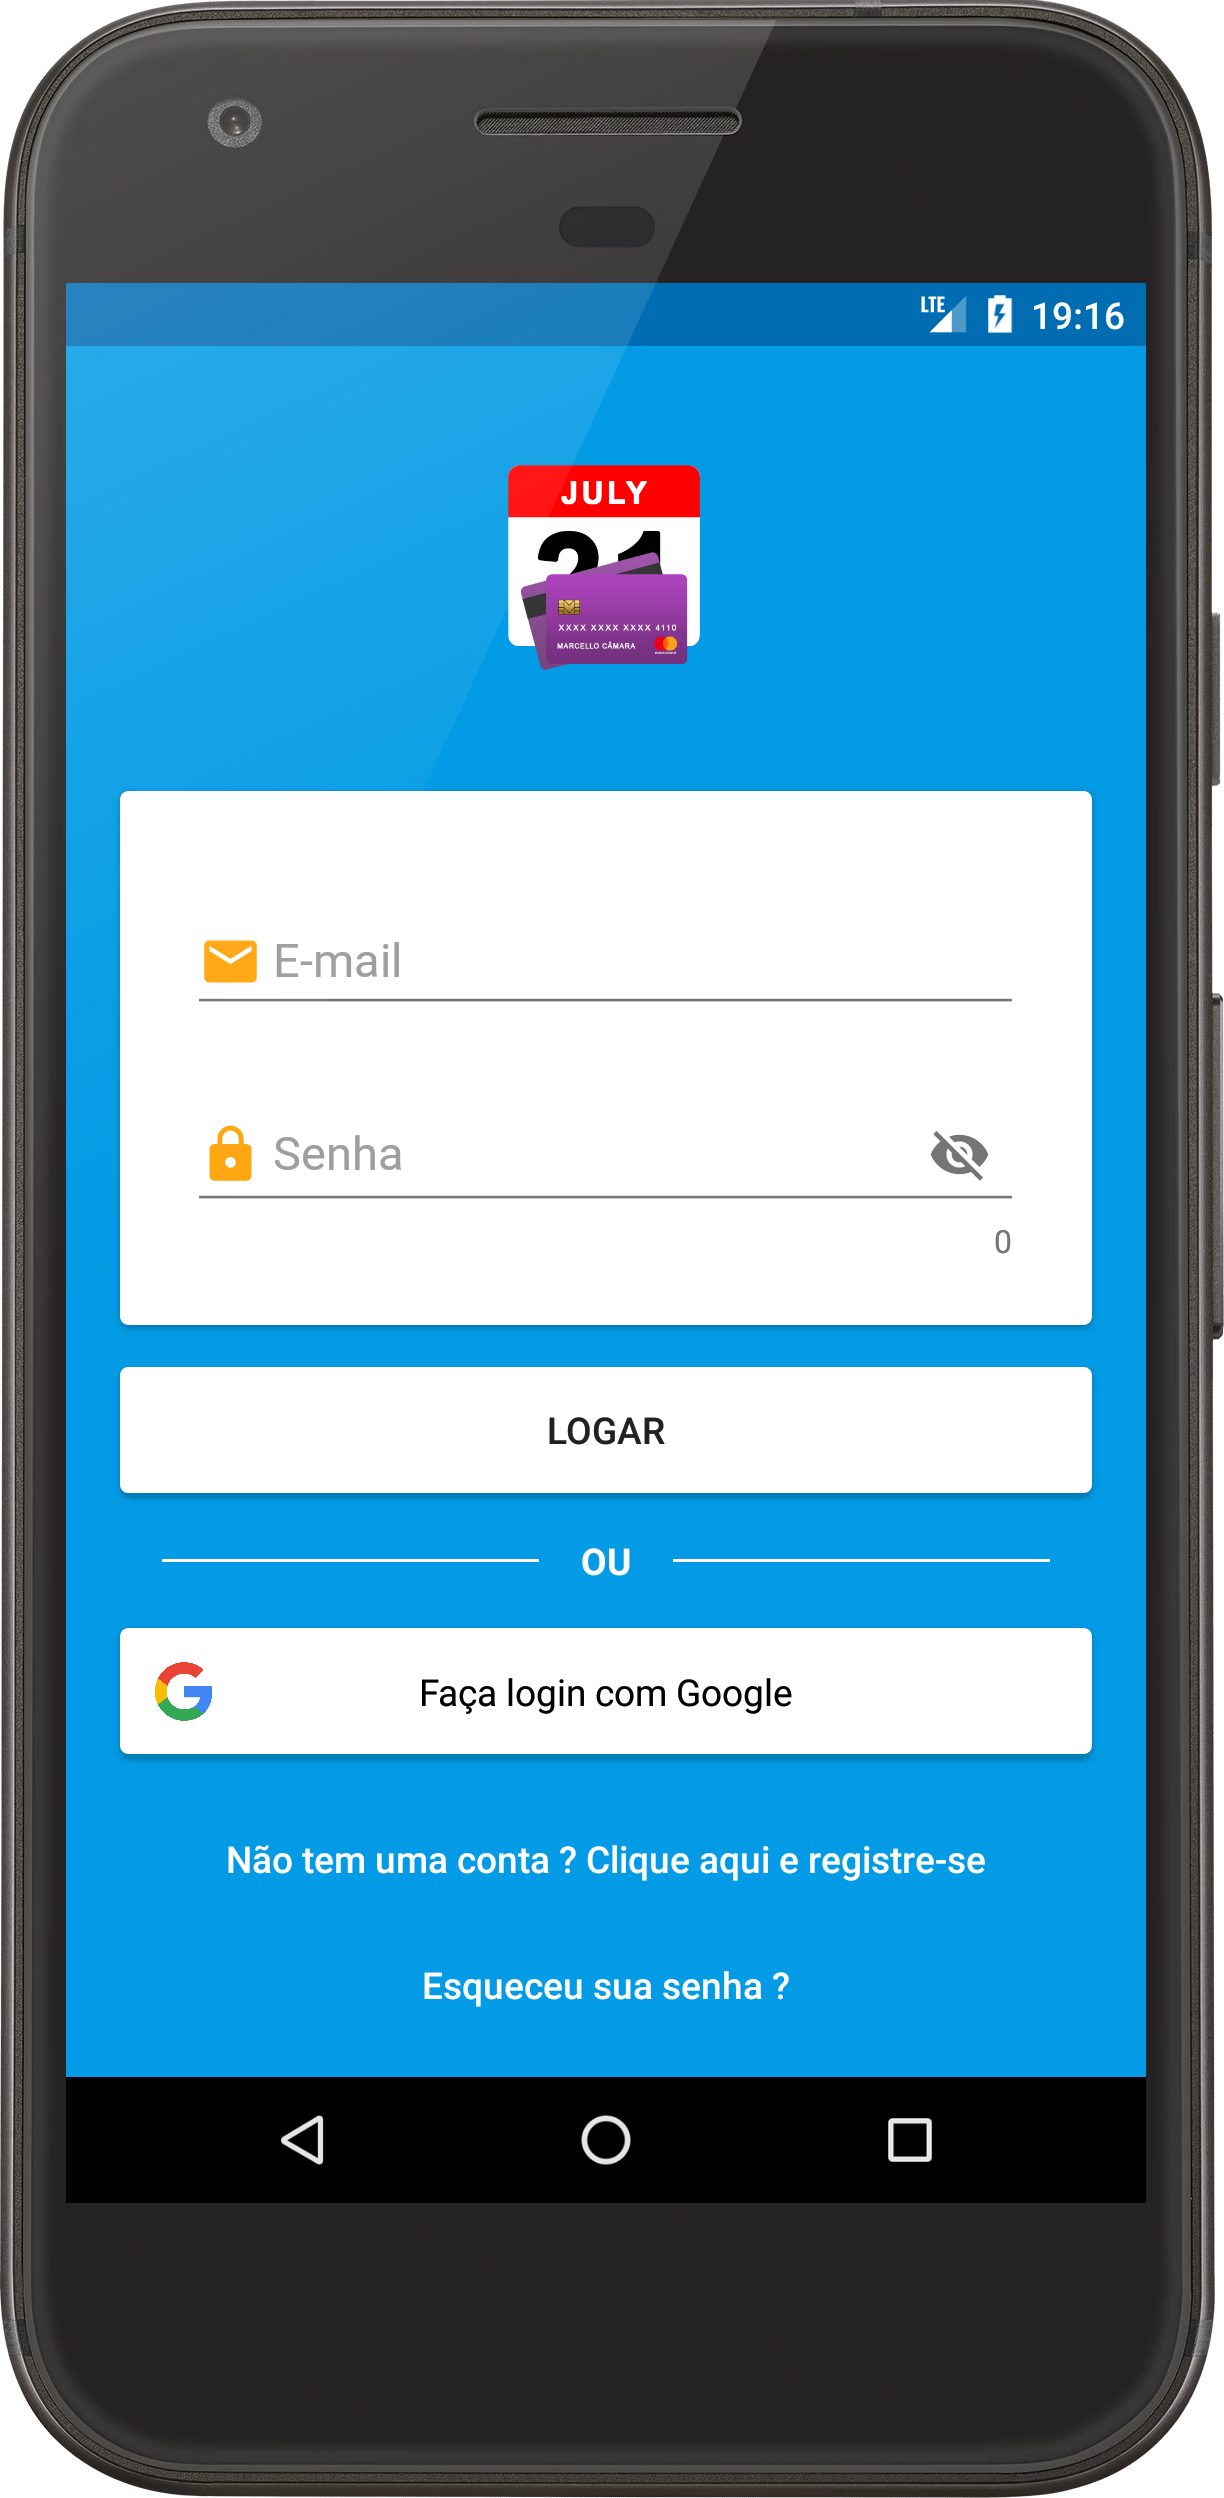 LTE 19:16
JULY
21
XXXX XXXX XXXX 4110
MARCELLO CÂMARA
mastercard
E-mail
Senha
0
LOGAR
OU
Faça login com Google
Não tem uma conta ? Clique aqui e registre-se
Esqueceu sua senha ?